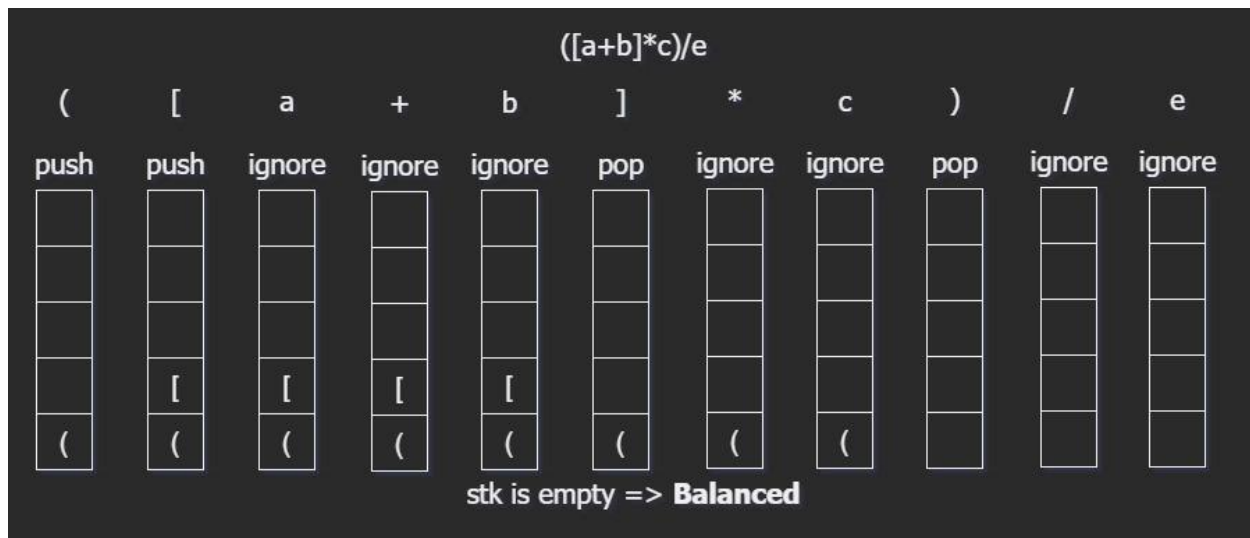 ([a+b]*c)/e
( [ a + b ] * c ) / e
push push ignore ignore ignore pop ignore ignore pop ignore ignore
[ [ [ [
( ( ( ( ( ( ( (
stk is empty => Balanced